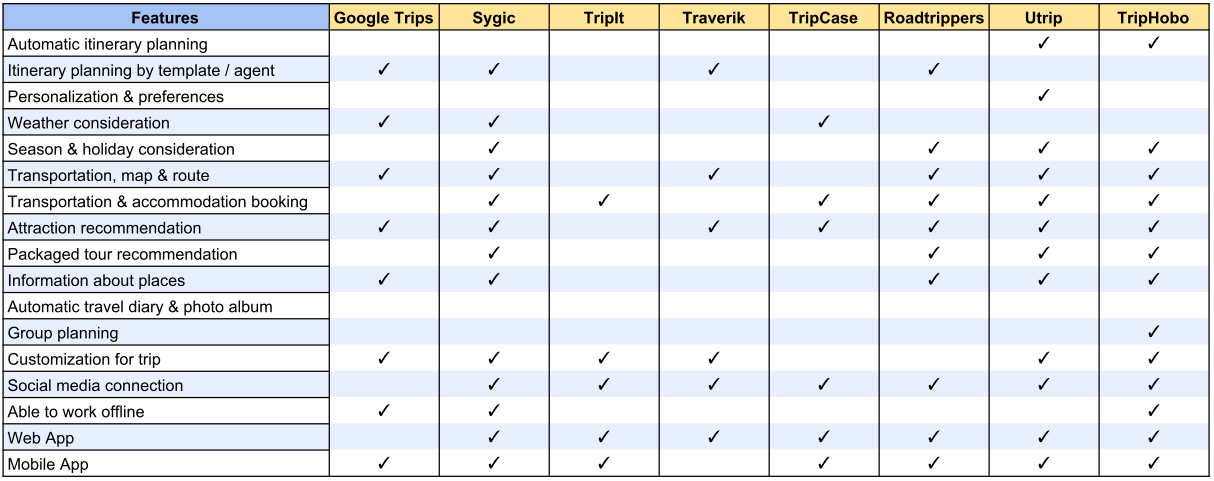 Features Google Trips Sygic TripIt Traverik TripCase Roadtrippers Utrip TripHobo
Automatic itinerary planning ✓ ✓
Itinerary planning by template / agent ✓ ✓ ✓ ✓
Personalization & preferences ✓
Weather consideration ✓ ✓ ✓
Season & holiday consideration ✓ ✓ ✓ ✓
Transportation, map & route ✓ ✓ ✓ ✓ ✓ ✓
Transportation & accommodation booking ✓ ✓ ✓ ✓ ✓ ✓
Attraction recommendation ✓ ✓ ✓ ✓ ✓ ✓ ✓
Packaged tour recommendation ✓ ✓ ✓ ✓
Information about places ✓ ✓ ✓ ✓ ✓
Automatic travel diary & photo album
Group planning ✓
Customization for trip ✓ ✓ ✓ ✓ ✓ ✓
Social media connection ✓ ✓ ✓ ✓ ✓ ✓ ✓
Able to work offline ✓ ✓ ✓
Web App ✓ ✓ ✓ ✓ ✓ ✓ ✓
Mobile App ✓ ✓ ✓ ✓ ✓ ✓ ✓